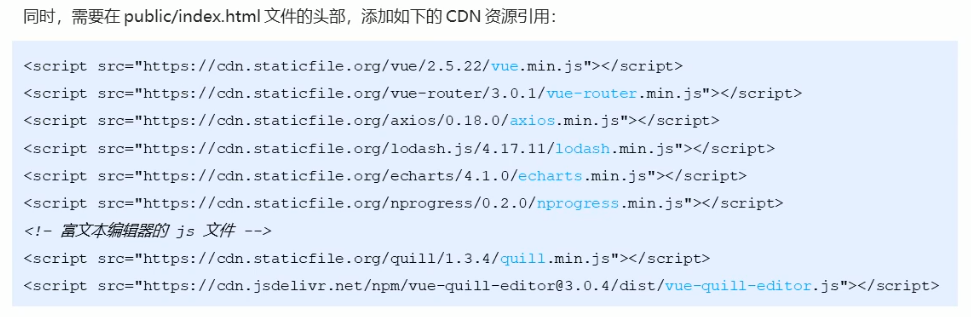 同时，需要在 public/index.html 文件的头部，添加如下的 CDN 资源引用：
<script src="https://cdn.staticfile.org/vue/2.5.22/vue.min.js"></script>
<script src="https://cdn.staticfile.org/vue-router/3.0.1/vue-router.min.js"></script>
<script src="https://cdn.staticfile.org/axios/0.18.0/axios.min.js"></script>
<script src="https://cdn.staticfile.org/lodash.js/4.17.11/lodash.min.js"></script>
<script src="https://cdn.staticfile.org/echarts/4.1.0/echarts.min.js"></script>
<script src="https://cdn.staticfile.org/nprogress/0.2.0/nprogress.min.js"></script>
<!- 富文本编辑器的 js 文件 -->
<script src="https://cdn.staticfile.org/quill/1.3.4/quill.min.js"></script>
<script src="https://cdn.jsdelivr.net/npm/vue-quill-editor@3.0.4/dist/vue-quill-editor.js"></script>